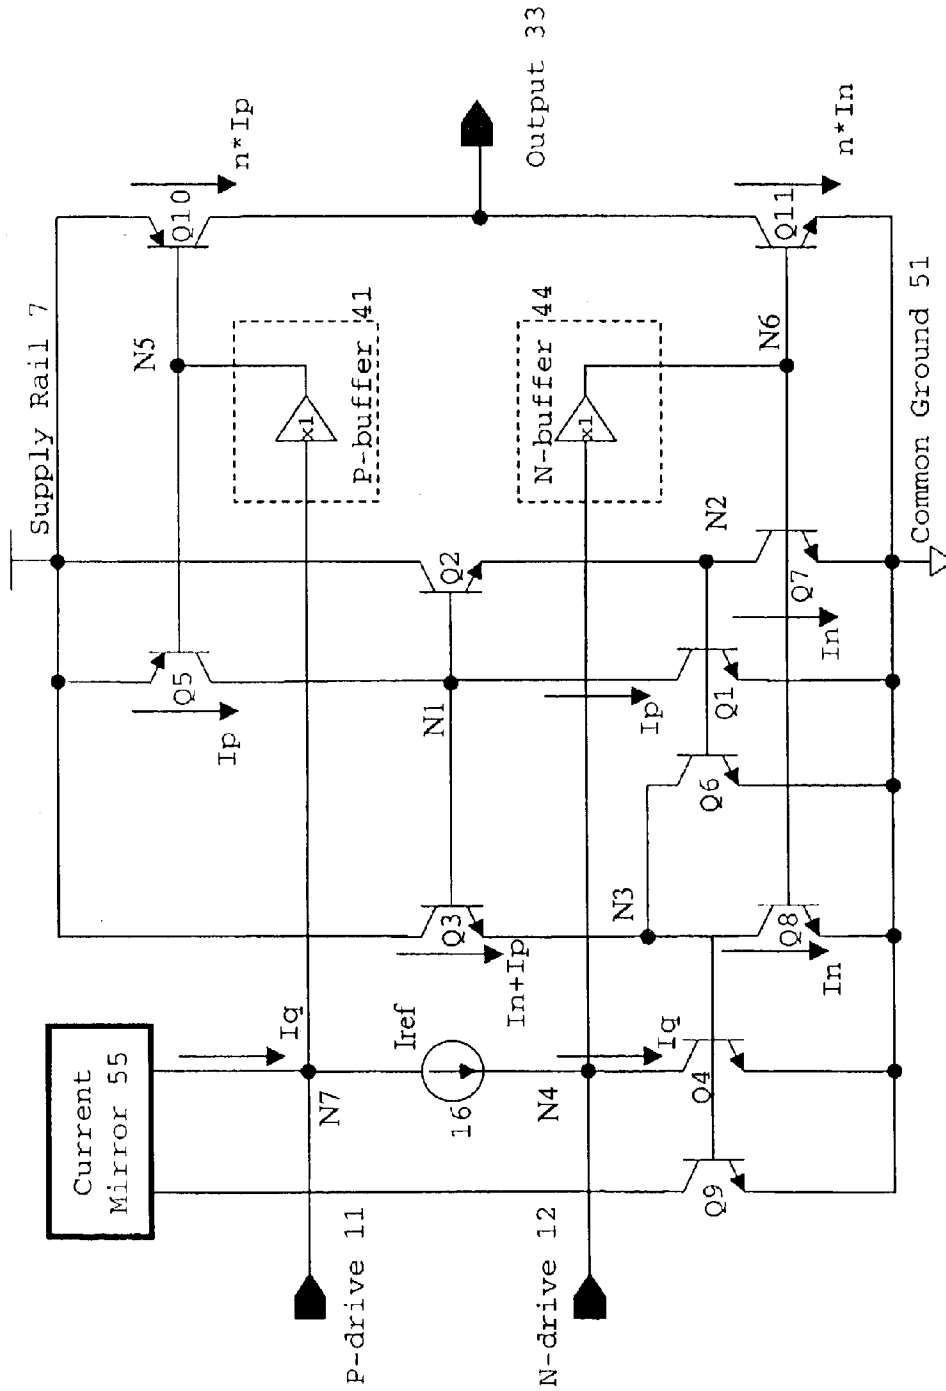 Supply Rail 7
Current
Mirror 55
Iq
Iref
16
N7
N4
Iq
Ip
Q5
N5
Q10
n*Ip
P-buffer 41
x1
N-buffer 44
x1
Output 33
Q3
In+Ip
N1
Q2
N3
Q6
Ip
Q1
N2
Q7
In
N6
Q11
n*In
Q8
In
Q4
Q9
P-drive 11
N-drive 12
Common Ground 51